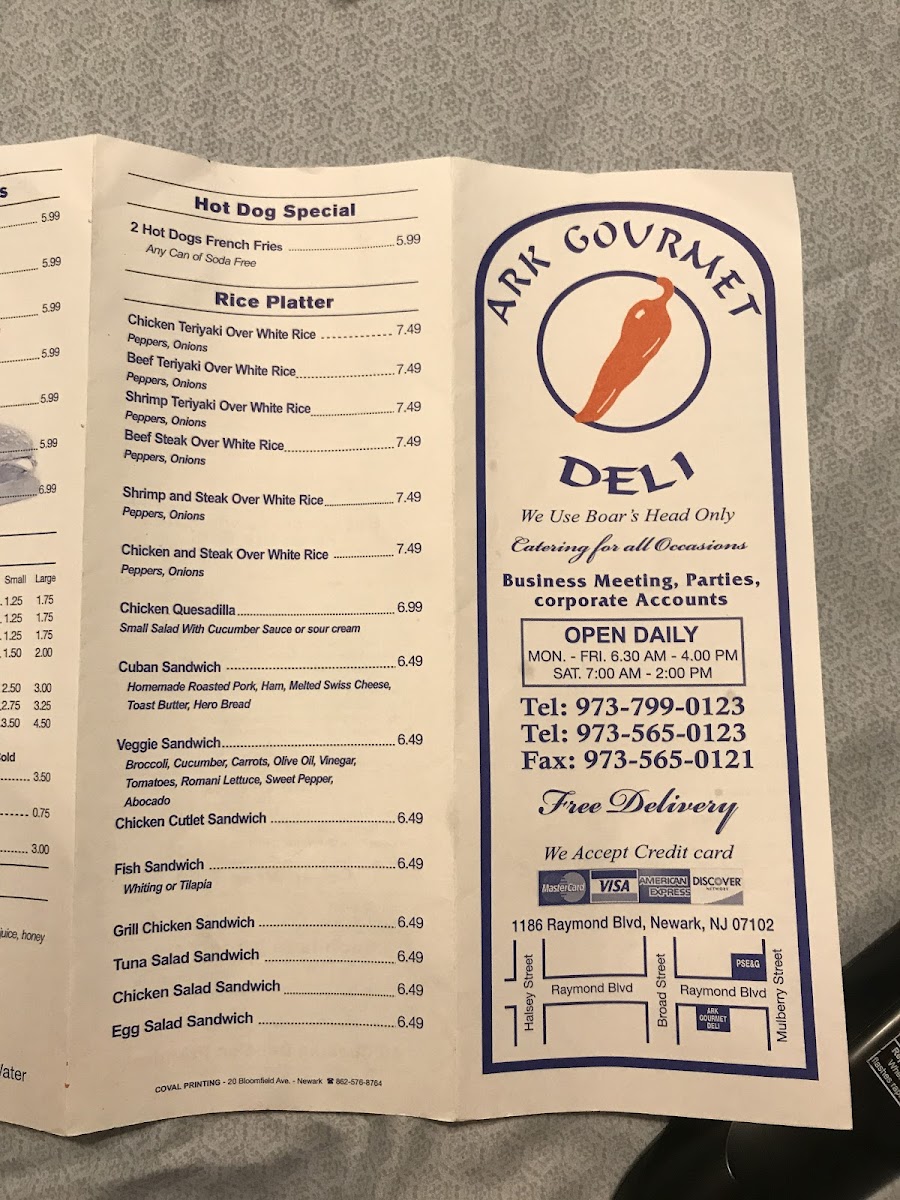 s
5.99
5.99
5.99
5.99
5.99
5.99
6.99
Small Large
1.25 1.75
1.25 1.75
1.25 1.75
1.50 2.00
2.50 3.00
2.75 3.25
3.50 4.50
old
3.50
0.75
3.00
juice, honey
Water
Hot Dog Special
2 Hot Dogs French Fries 5.99
Any Can of Soda Free
Rice Platter
Chicken Teriyaki Over White Rice 7.49
Peppers, Onions
Beef Teriyaki Over White Rice 7.49
Peppers, Onions
Shrimp Teriyaki Over White Rice 7.49
Peppers, Onions
Beef Steak Over White Rice 7.49
Peppers, Onions
Shrimp and Steak Over White Rice 7.49
Peppers, Onions
Chicken and Steak Over White Rice 7.49
Peppers, Onions
Chicken Quesadilla 6.99
Small Salad With Cucumber Sauce or sour cream
Cuban Sandwich 6.49
Homemade Roasted Pork, Ham, Melted Swiss Cheese,
Toast Butter, Hero Bread
Veggie Sandwich 6.49
Broccoli, Cucumber, Carrots, Olive Oil, Vinegar,
Tomatoes, Romani Lettuce, Sweet Pepper,
Abocado
Chicken Cutlet Sandwich 6.49
Fish Sandwich 6.49
Whiting or Tilapia
Grill Chicken Sandwich 6.49
Tuna Salad Sandwich 6.49
Chicken Salad Sandwich 6.49
Egg Salad Sandwich 6.49
COVAL PRINTING - 20 Bloomfield Ave. - Newark ☎ 862-576-8764
ARK GOURMET
DELI
We Use Boar's Head Only
Catering for all Occasions
Business Meeting, Parties,
corporate Accounts
OPEN DAILY
MON. - FRI. 6.30 AM - 4.00 PM
SAT. 7:00 AM - 2:00 PM
Tel: 973-799-0123
Tel: 973-565-0123
Fax: 973-565-0121
Free Delivery
We Accept Credit card
MasterCard VISA AMERICAN EXPRESS DISCOVER NETWORK
1186 Raymond Blvd, Newark, NJ 07102
Halsey Street
Raymond Blvd
Broad Street
PSE&G
Raymond Blvd
ARK GOURMET DELI
Mulberry Street